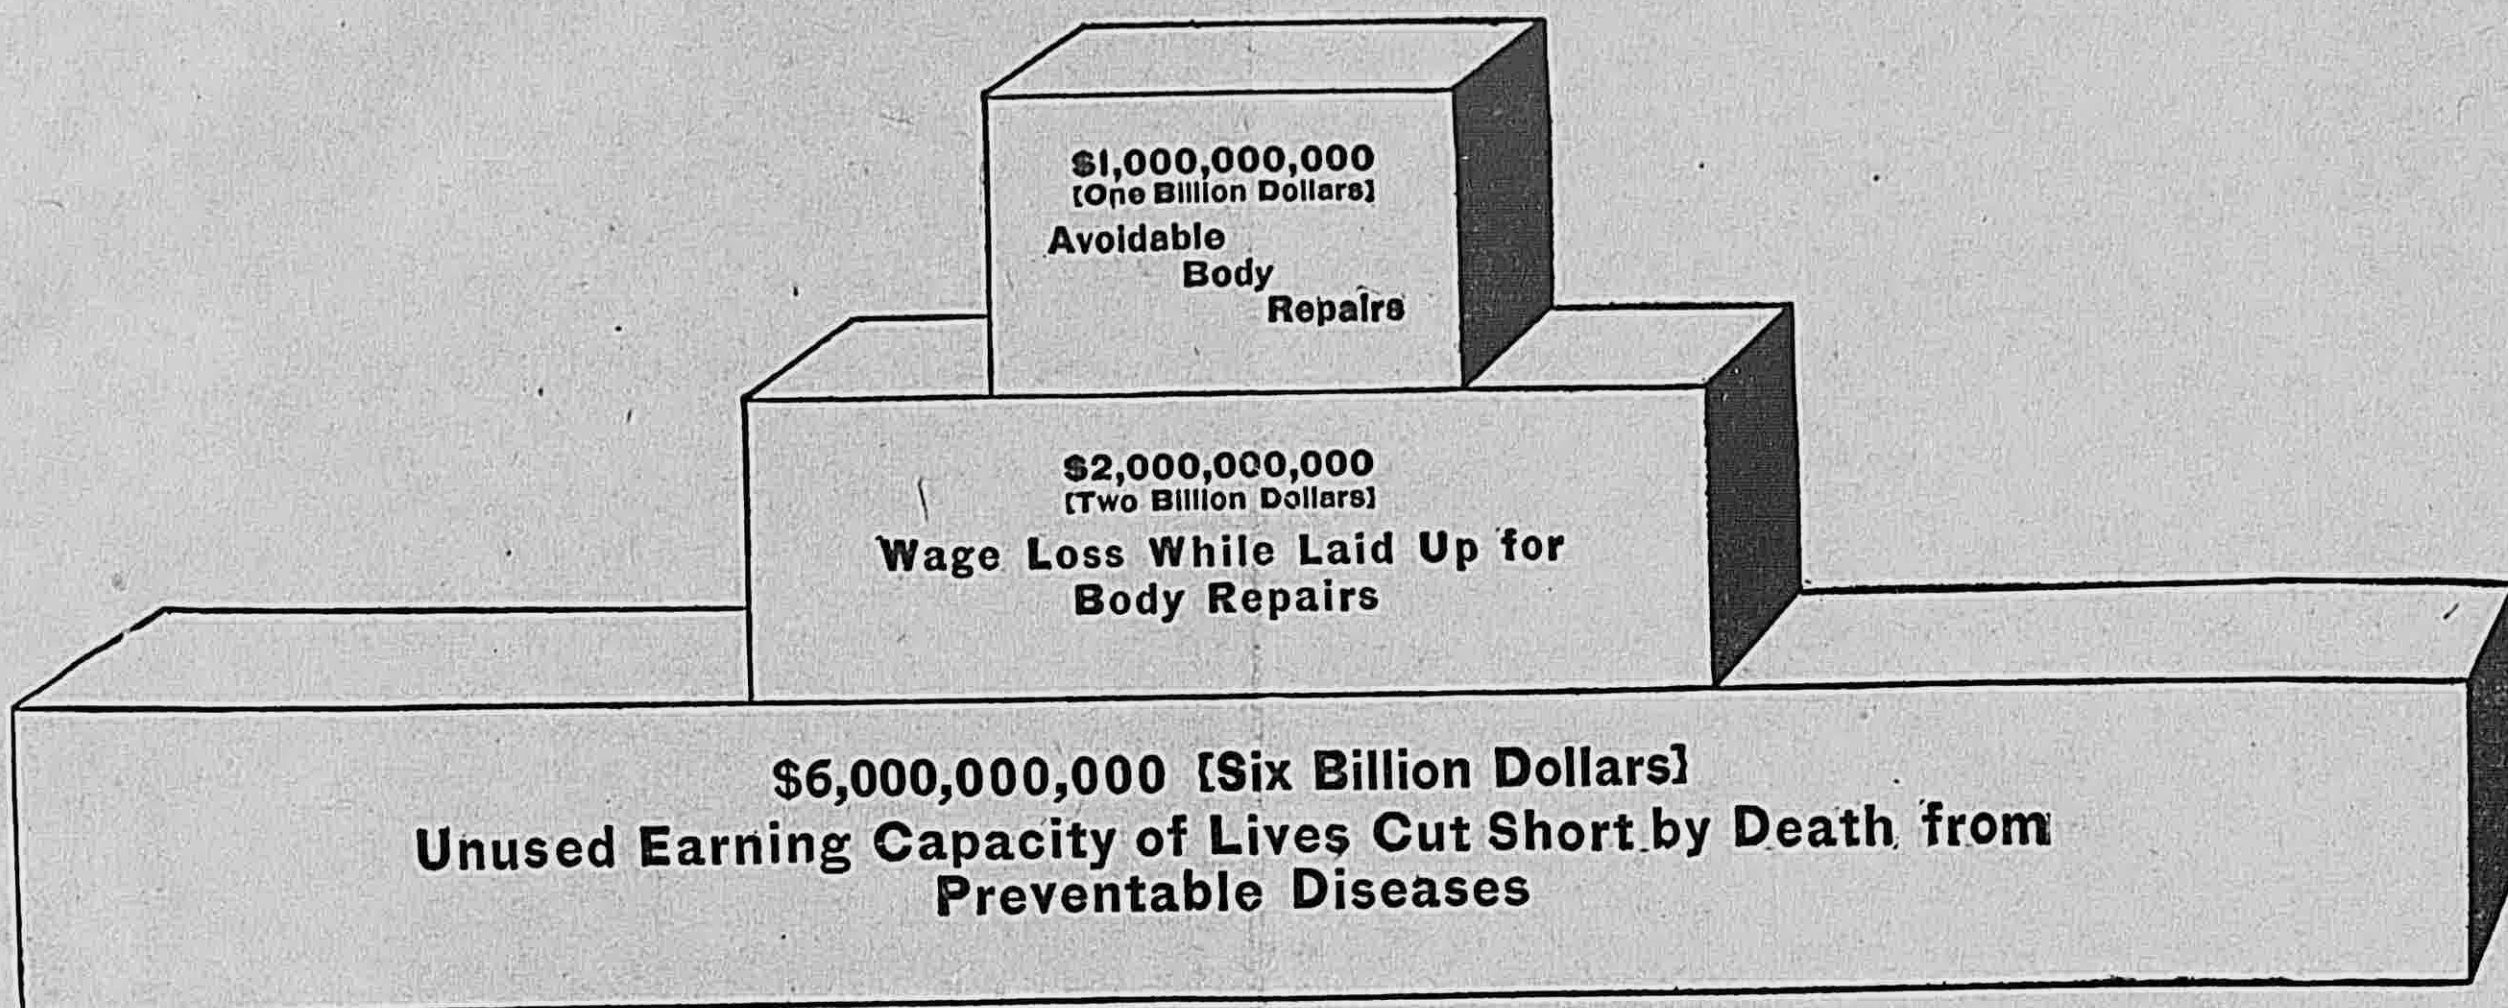 $1,000,000,000
[One Billion Dollars]
Avoidable
Body
Repairs
$2,000,000,000
[Two Billion Dollars]
Wage Loss While Laid Up for
Body Repairs
$6,000,000,000 [Six Billion Dollars]
Unused Earning Capacity of Lives Cut Short by Death from
Preventable Diseases